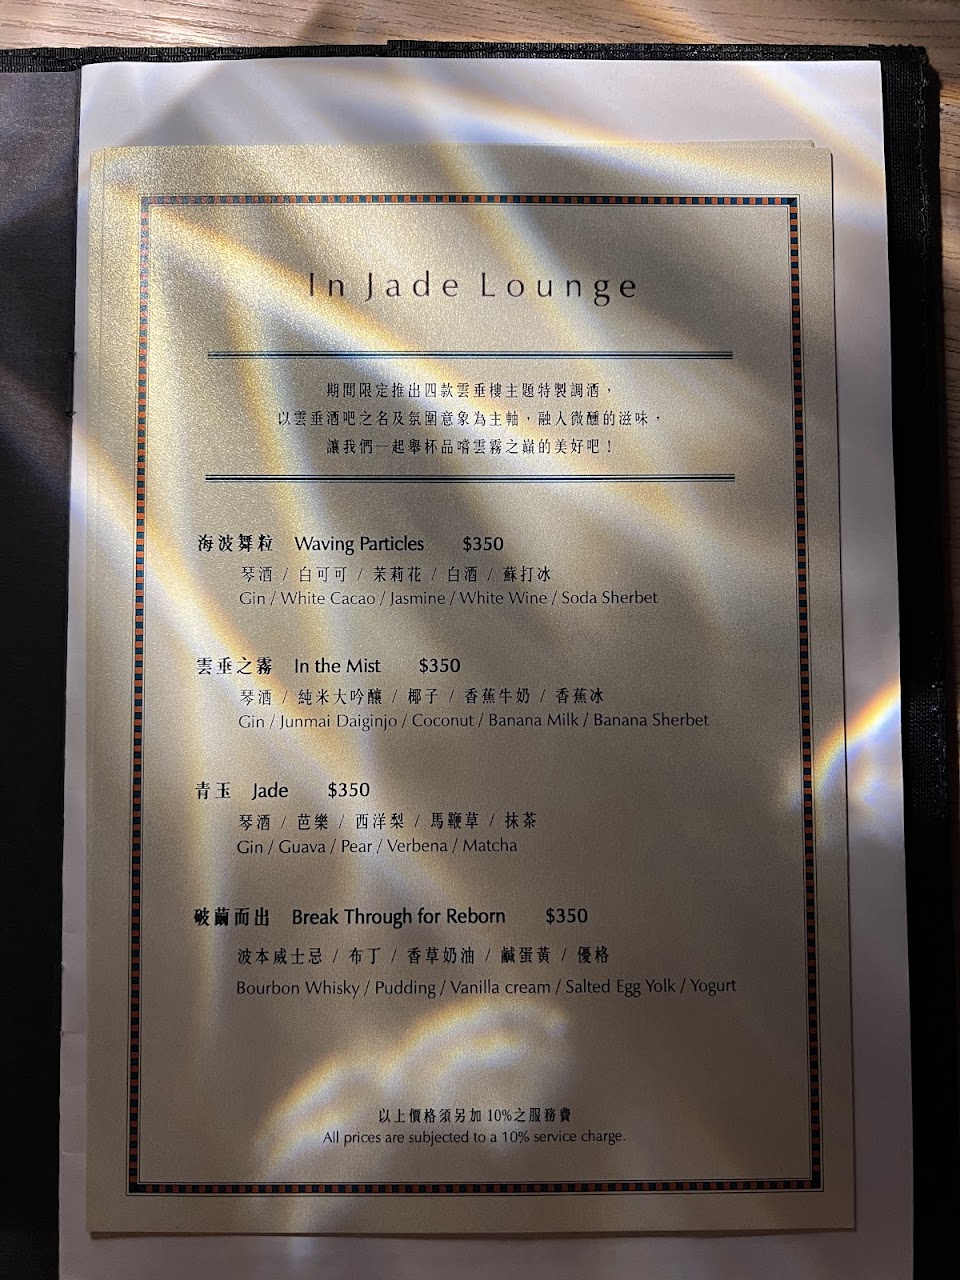 In Jade Lounge
期間限定推出四款雲垂樓主題特製調酒，
以雲垂酒吧之名及氛圍意象為主軸，融入微醺的滋味，
讓我們一起舉杯品嚐雲霧之巔的美好吧！
海波舞粒 Waving Particles $350
琴酒 / 白可可 / 茉莉花 / 白酒 / 蘇打冰
Gin / White Cacao / Jasmine / White Wine / Soda Sherbet
雲垂之霧 In the Mist $350
琴酒 / 純米大吟釀 / 椰子 / 香蕉牛奶 / 香蕉冰
Gin / Junmai Daiginjo / Coconut / Banana Milk / Banana Sherbet
青玉 Jade $350
琴酒 / 芭樂 / 西洋梨 / 馬鞭草 / 抹茶
Gin / Guava / Pear / Verbena / Matcha
破繭而出 Break Through for Reborn $350
波本威士忌 / 布丁 / 香草奶油 / 鹹蛋黃 / 優格
Bourbon Whisky / Pudding / Vanilla cream / Salted Egg Yolk / Yogurt
以上價格須另加 10%之服務費
All prices are subjected to a 10% service charge.